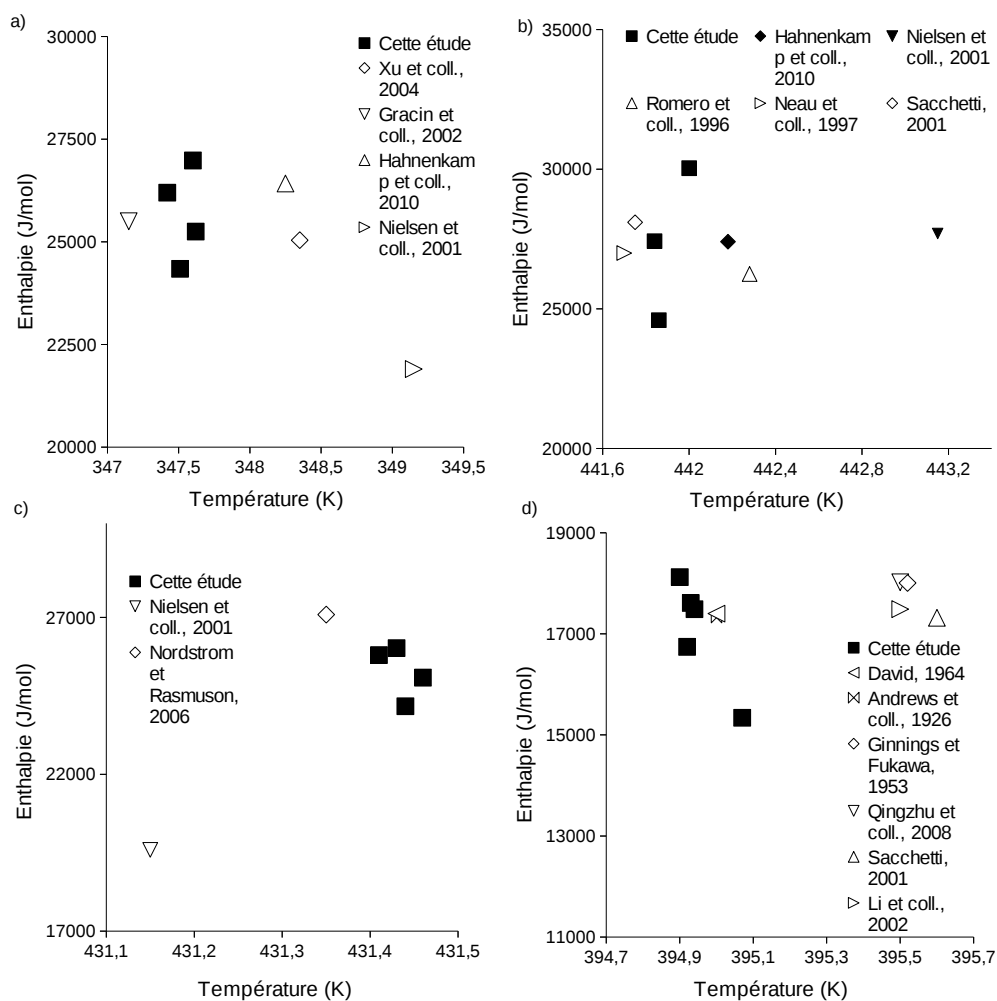 a)
30000
27500
25000
22500
20000
Enthalpie (J/mol)
347
347,5
348
348,5
349
349,5
Température (K)
Cette étude
Xu et coll.,
2004
Gracin et
coll., 2002
Hahnenkam
p et coll.,
2010
Nielsen et
coll., 2001
b)
35000
30000
25000
20000
Enthalpie (J/mol)
441,6
442
442,4
442,8
443,2
Température (K)
Cette étude
Hahnenkam
p et coll.,
2010
Nielsen et
coll., 2001
Romero et
coll., 1996
Neau et
coll., 1997
Sacchetti,
2001
c)
27000
22000
17000
Enthalpie (J/mol)
431,1
431,2
431,3
431,4
431,5
Température (K)
Cette étude
Nielsen et
coll., 2001
Nordstrom
et
Rasmuson,
2006
d)
19000
17000
15000
13000
11000
Enthalpie (J/mol)
394,7
394,9
395,1
395,3
395,5
395,7
Température (K)
Cette étude
David, 1964
Andrews et
coll., 1926
Ginnings et
Fukawa,
1953
Qingzhu et
coll., 2008
Sacchetti,
2001
Li et coll.,
2002